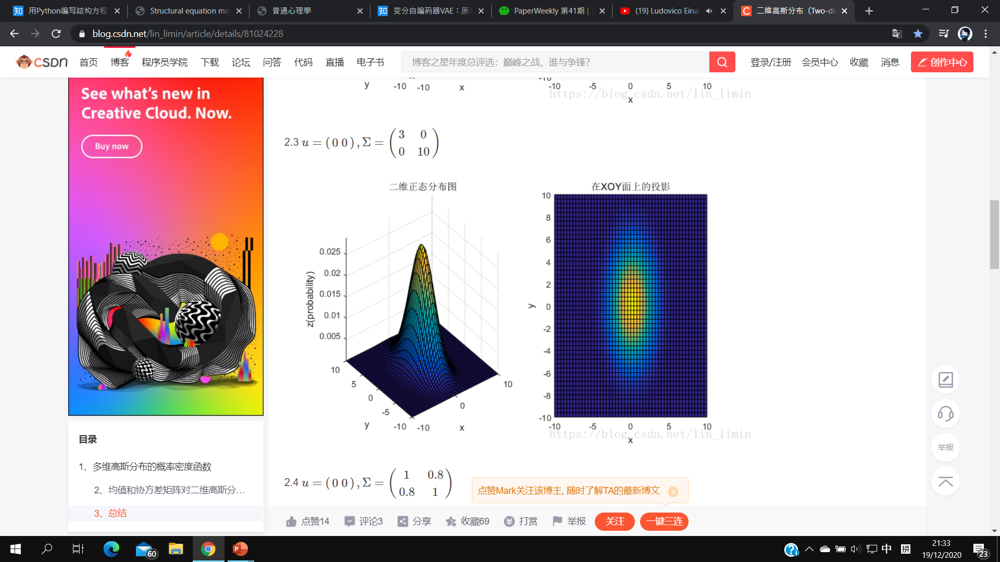 用Python编写结构方程
Structural equation mo
普通心理學
变分自编码器VAE：原来
PaperWeekly 第41期 | 互
(19) Ludovico Einau
二维高斯分布（Two-di
blog.csdn.net/lin_limin/article/details/81024228
CSDN
首页
博客
程序员学院
下载
论坛
问答
代码
直播
电子书
博客之星年度总评选：巅峰之战，谁与争锋？
登录/注册
会员中心
收藏
消息
创作中心
See what's new in
Creative Cloud. Now.
Buy now
目录
1、多维高斯分布的概率密度函数
2、均值和协方差矩阵对二维高斯分…
3、总结
y -10 -10 x
-10
-10 -5 0 5 10
https://blog.csdn.net/lin_limin
x
2.3 u = ( 0 0 ) , Σ = ( 3 0
0 10 )
二维正态分布图
0.025
0.02
0.015
0.01
0.005
z(probability)
10
5
0
-5
-10
y
-10
0
10
x
在XOY面上的投影
10
8
6
4
2
0
-2
-4
-6
-8
-10
y
-10 -5 0 5 10
https://blog.csdn.net/lin_limin
x
2.4 u = ( 0 0 ) , Σ = ( 1 0.8
0.8 1 )
点赞Mark关注该博主, 随时了解TA的最新博文
点赞14
评论3
分享
收藏69
打赏
举报
关注
一键三连
举报
60
中
拼
21:33
19/12/2020
23